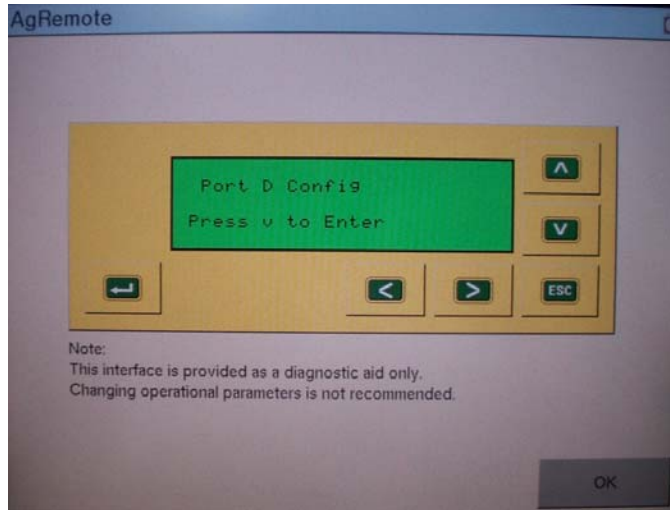 AgRemote
Port D Config
Press v to Enter
ESC
Note:
This interface is provided as a diagnostic aid only.
Changing operational parameters is not recommended.
OK